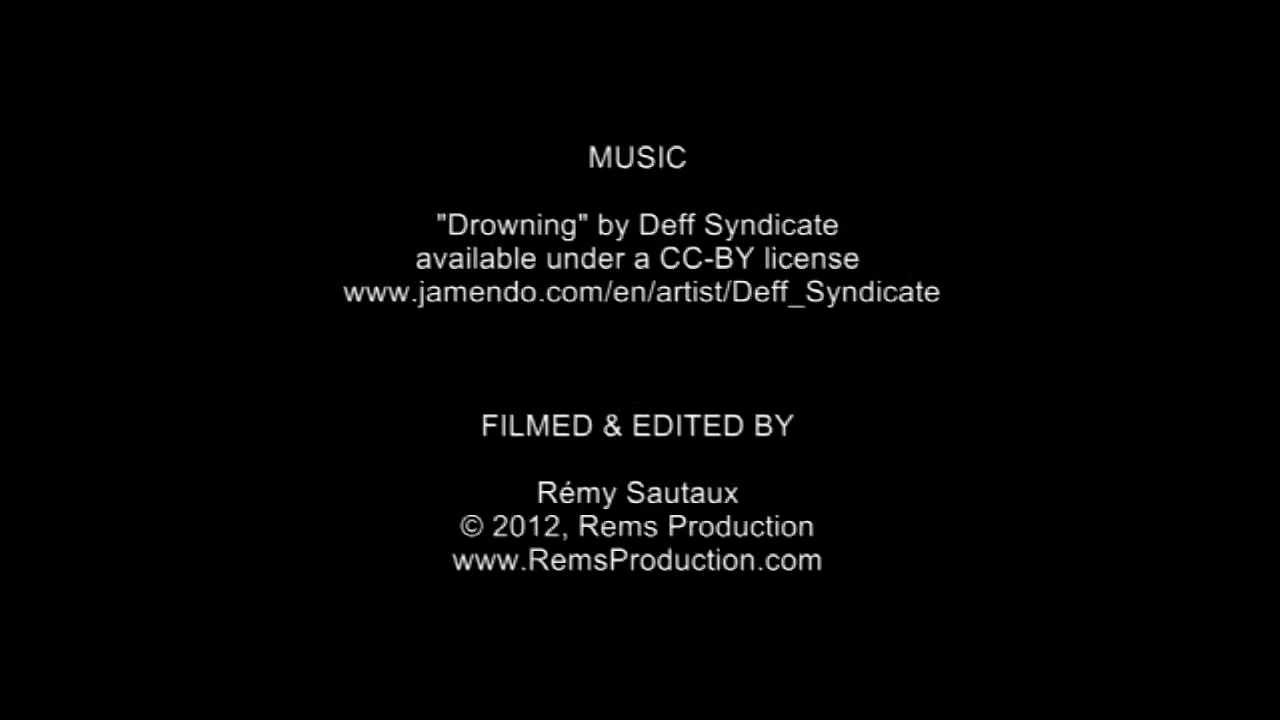 MUSIC
"Drowning" by Deff Syndicate
available under a CC-BY license
www.jamendo.com/en/artist/Deff_Syndicate
FILMED & EDITED BY
Rémy Sautaux
© 2012, Rems Production
www.RemsProduction.com